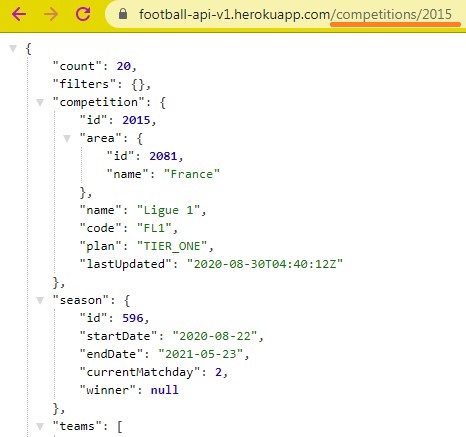 football-api-v1.herokuapp.com/competitions/2015
{
"count": 20,
"filters": {},
"competition": {
"id": 2015,
"area": {
"id": 2081,
"name": "France"
},
"name": "Ligue 1",
"code": "FL1",
"plan": "TIER_ONE",
"lastUpdated": "2020-08-30T04:40:12Z"
},
"season": {
"id": 596,
"startDate": "2020-08-22",
"endDate": "2021-05-23",
"currentMatchday": 2,
"winner": null
},
"teams": [